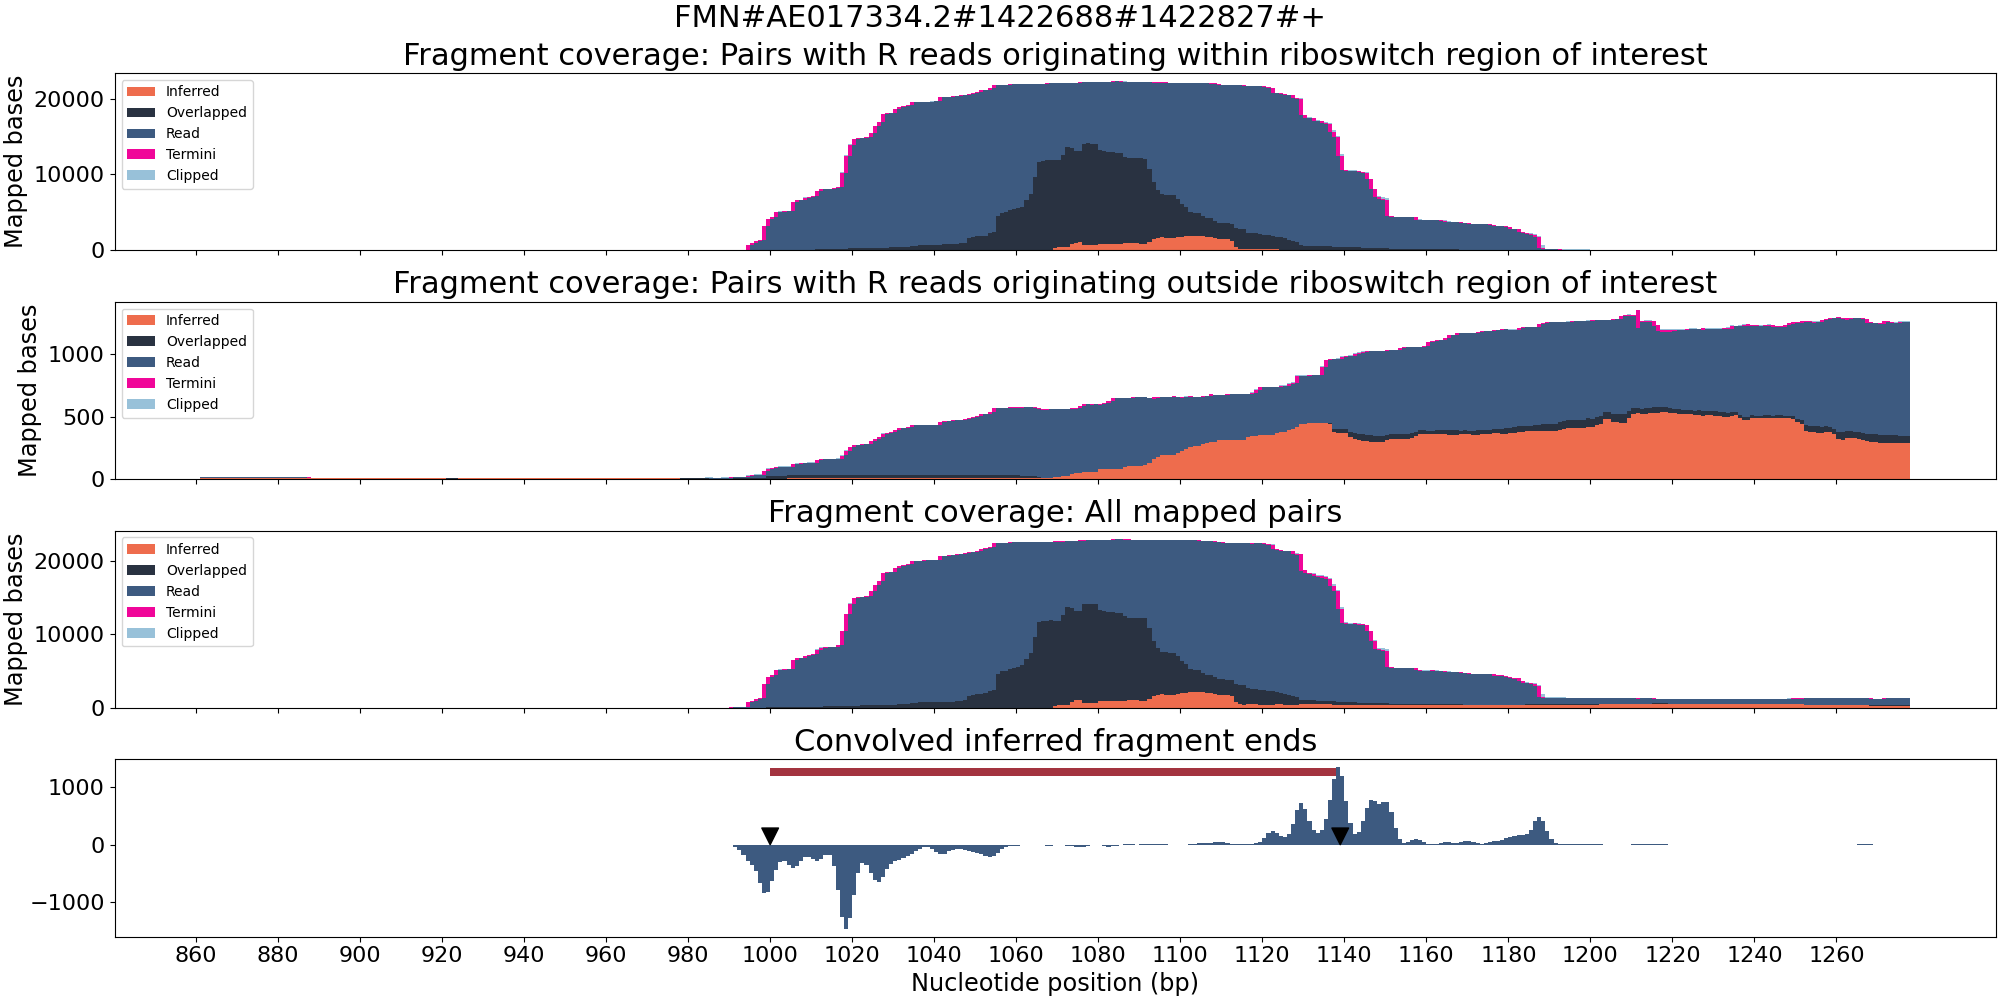 FMN#AE017334.2#1422688#1422827#+
Fragment coverage: Pairs with R reads originating within riboswitch region of interest
Mapped bases
20000
10000
0
Inferred
Overlapped
Read
Termini
Clipped
Fragment coverage: Pairs with R reads originating outside riboswitch region of interest
Mapped bases
1000
500
0
Inferred
Overlapped
Read
Termini
Clipped
Fragment coverage: All mapped pairs
Mapped bases
20000
10000
0
Inferred
Overlapped
Read
Termini
Clipped
Convolved inferred fragment ends
1000
0
−1000
860 880 900 920 940 960 980 1000 1020 1040 1060 1080 1100 1120 1140 1160 1180 1200 1220 1240 1260
Nucleotide position (bp)